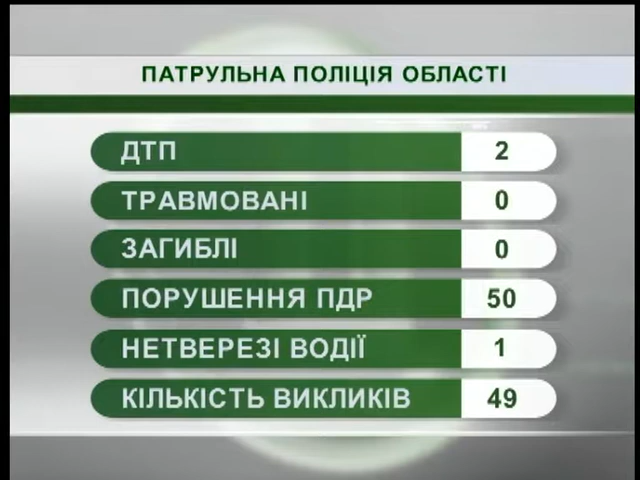 ПАТРУЛЬНА ПОЛІЦІЯ ОБЛАСТІ
ДТП 2
ТРАВМОВАНІ 0
ЗАГИБЛІ 0
ПОРУШЕННЯ ПДР 50
НЕТВЕРЕЗІ ВОДІЇ 1
КІЛЬКІСТЬ ВИКЛИКІВ 49